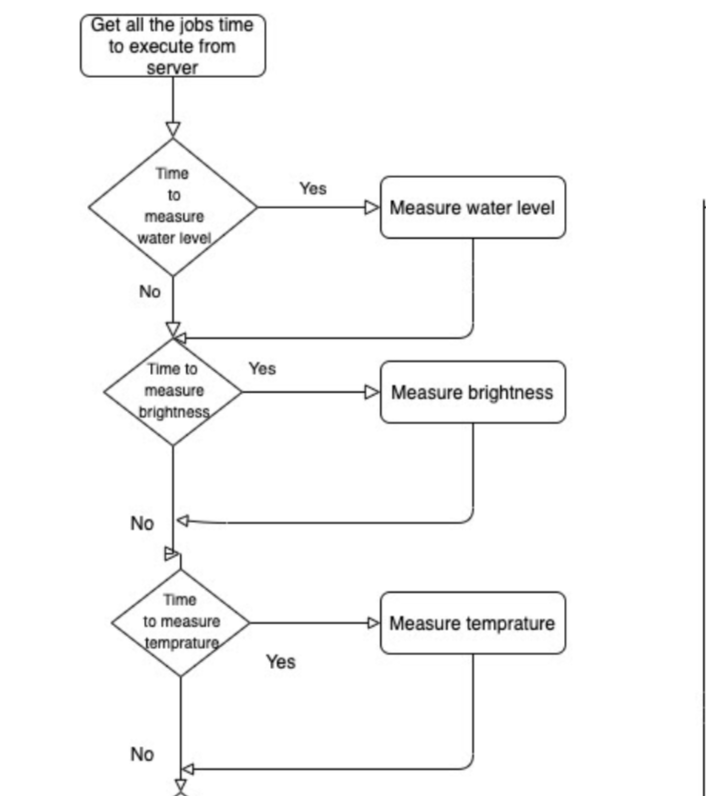 Get all the jobs time
to execute from
server
Time
to
measure
water level
Yes
Measure water level
No
Time to
measure
brightness
Yes
Measure brightness
No
Time
to measure
temprature
Yes
Measure temprature
No